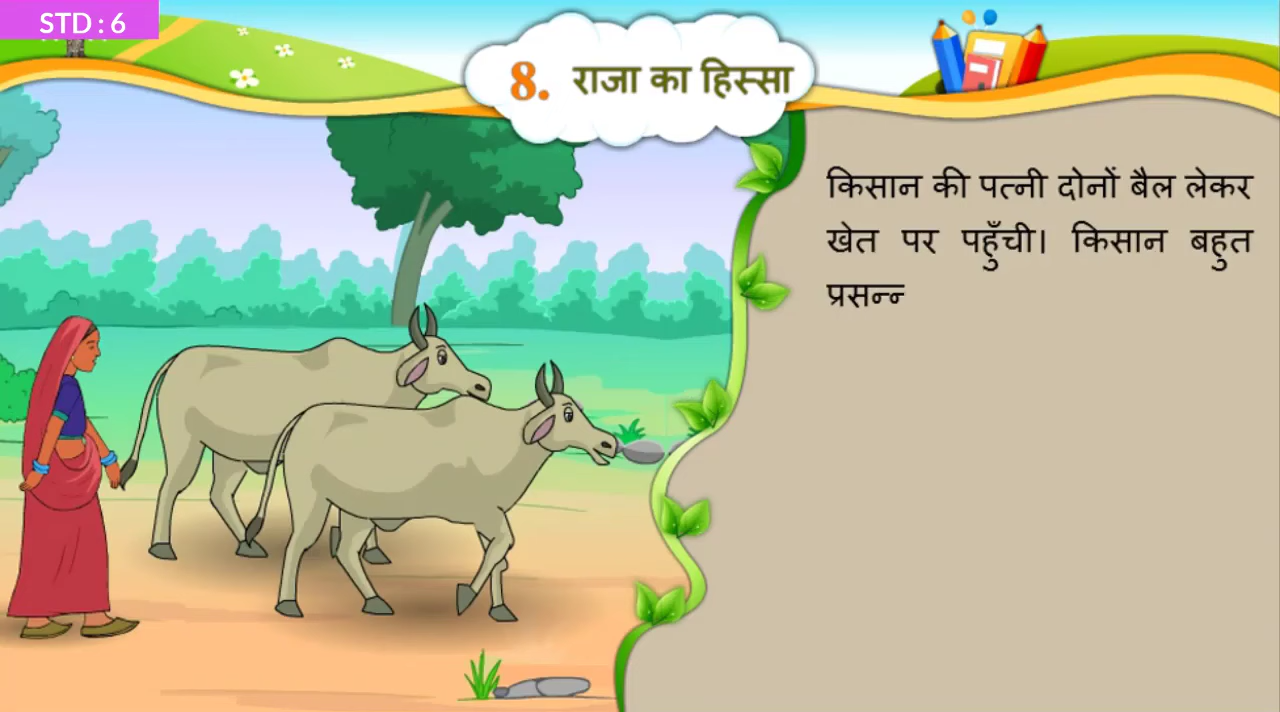 STD : 6
8. राजा का हिस्सा
किसान की पत्नी दोनों बैल लेकर
खेत पर पहुँची। किसान बहुत
प्रसन्न